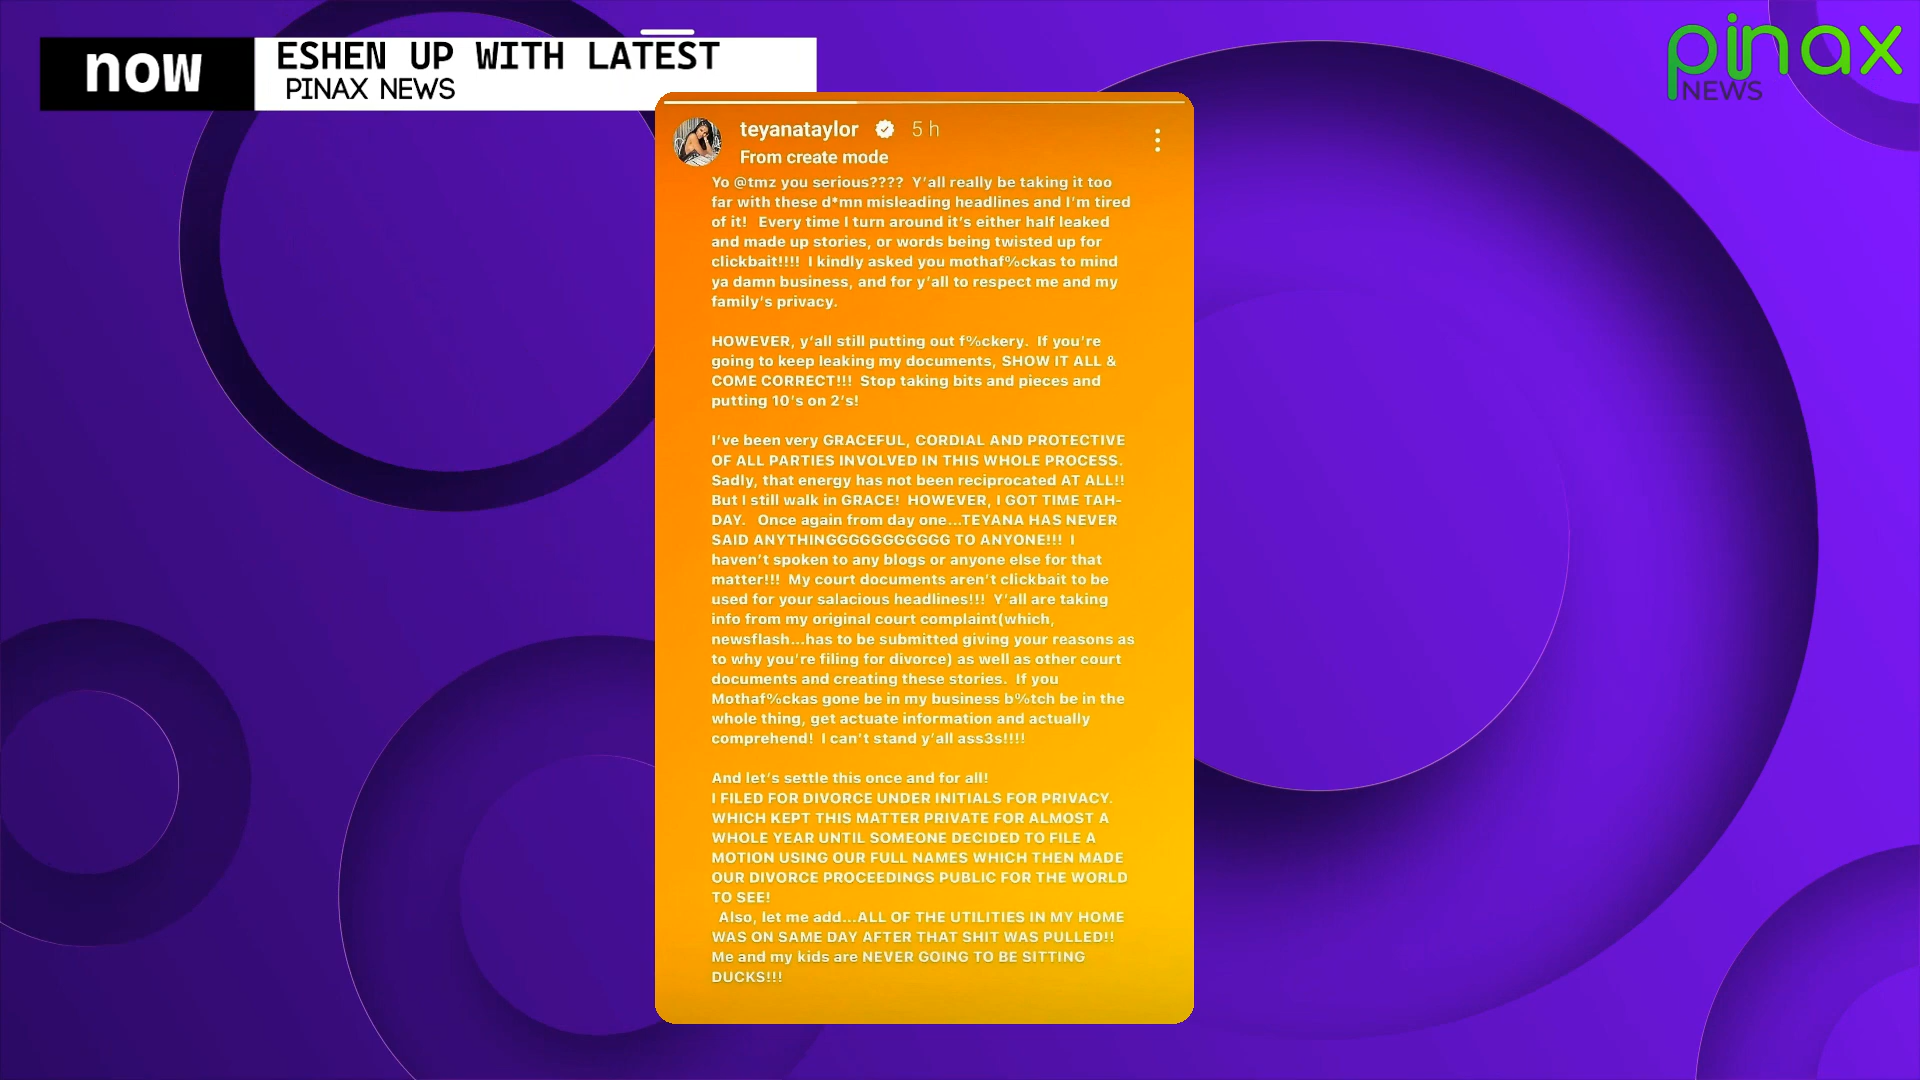 now
ESHEN UP WITH LATEST
PINAX NEWS
pinax
NEWS
teyanataylor 5 h
From create mode
Yo @tmz you serious???? Y'all really be taking it too
far with these d*mn misleading headlines and I'm tired
of it! Every time I turn around it's either half leaked
and made up stories, or words being twisted up for
clickbait!!!! I kindly asked you mothaf%ckas to mind
ya damn business, and for y'all to respect me and my
family's privacy.
HOWEVER, y'all still putting out f%ckery. If you're
going to keep leaking my documents, SHOW IT ALL &
COME CORRECT!!! Stop taking bits and pieces and
putting 10's on 2's!
I've been very GRACEFUL, CORDIAL AND PROTECTIVE
OF ALL PARTIES INVOLVED IN THIS WHOLE PROCESS.
Sadly, that energy has not been reciprocated AT ALL!!
But I still walk in GRACE! HOWEVER, I GOT TIME TAH-
DAY. Once again from day one...TEYANA HAS NEVER
SAID ANYTHINGGGGGGGGGGG TO ANYONE!!! I
haven't spoken to any blogs or anyone else for that
matter!!! My court documents aren't clickbait to be
used for your salacious headlines!!! Y'all are taking
info from my original court complaint(which,
newsflash...has to be submitted giving your reasons as
to why you're filing for divorce) as well as other court
documents and creating these stories. If you
Mothaf%ckas gone be in my business b%tch be in the
whole thing, get actuate information and actually
comprehend! I can't stand y'all ass3s!!!!
And let's settle this once and for all!
I FILED FOR DIVORCE UNDER INITIALS FOR PRIVACY.
WHICH KEPT THIS MATTER PRIVATE FOR ALMOST A
WHOLE YEAR UNTIL SOMEONE DECIDED TO FILE A
MOTION USING OUR FULL NAMES WHICH THEN MADE
OUR DIVORCE PROCEEDINGS PUBLIC FOR THE WORLD
TO SEE!
Also, let me add...ALL OF THE UTILITIES IN MY HOME
WAS ON SAME DAY AFTER THAT SHIT WAS PULLED!!
Me and my kids are NEVER GOING TO BE SITTING
DUCKS!!!